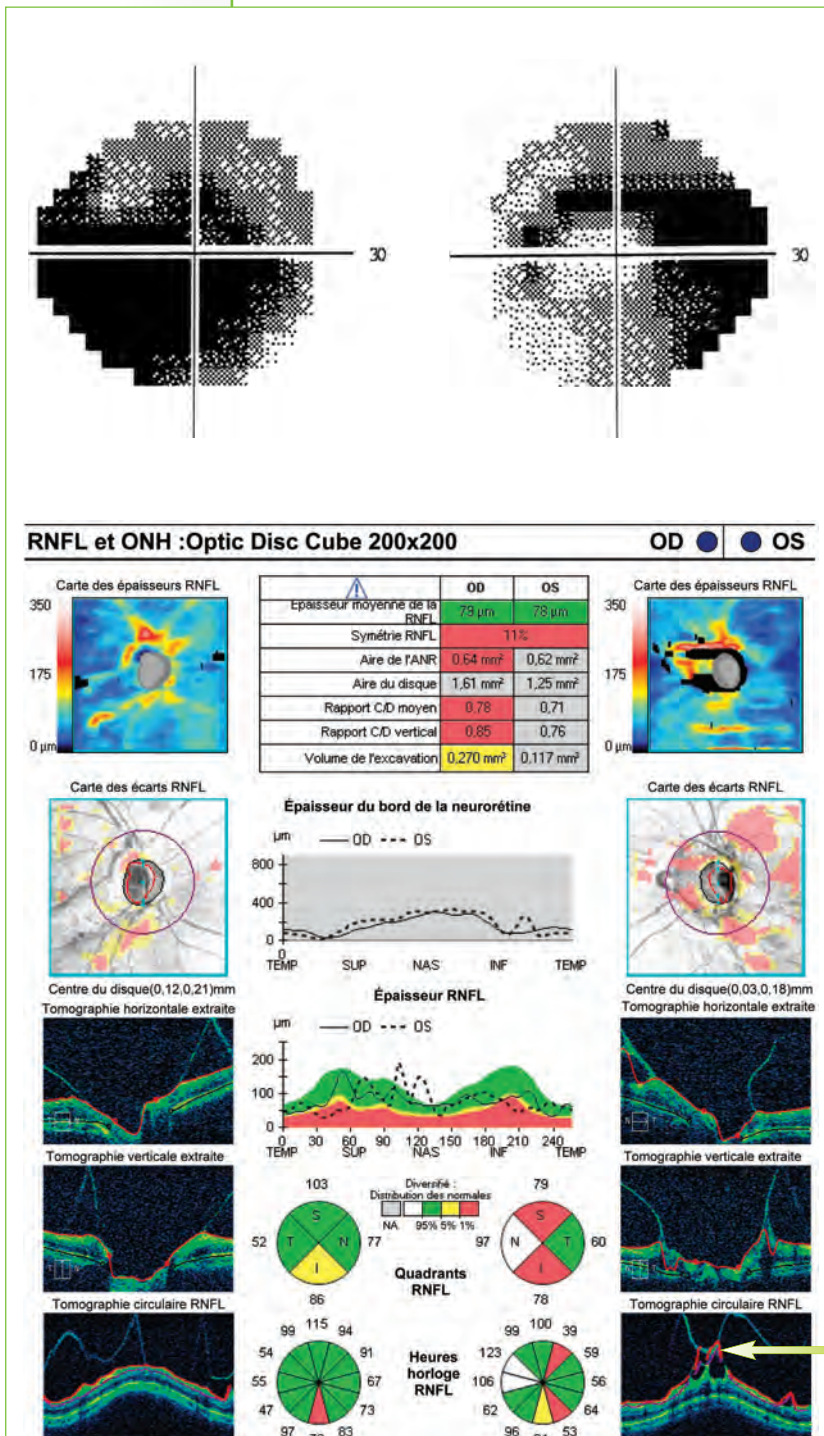 30
30
RNFL et ONH :Optic Disc Cube 200x200
OD OS
Carte des épaisseurs RNFL
350
175
0 µm
OD OS
Epaisseur moyenne de la RNFL 79 µm 78 µm
Symétrie RNFL 11%
Aire de l'ANR 0,64 mm² 0,62 mm²
Aire du disque 1,61 mm² 1,25 mm²
Rapport C/D moyen 0,78 0,71
Rapport C/D vertical 0,85 0,76
Volume de l'excavation 0,270 mm³ 0,117 mm³
Carte des épaisseurs RNFL
350
175
0 µm
Carte des écarts RNFL
Centre du disque(0,12,0,21)mm
Épaisseur du bord de la neurorétine
µm OD OS
800
400
0
0
TEMP SUP NAS INF TEMP
Carte des écarts RNFL
Centre du disque(0,03,0,18)mm
Tomographie horizontale extraite
Épaisseur RNFL
µm OD OS
200
100
0
0 30 60 90 120 150 180 210 240
TEMP SUP NAS INF TEMP
Tomographie horizontale extraite
Tomographie verticale extraite
103
S
52 T N 77
I
86
Diversifié :
Distribution des normales
NA 95% 5% 1%
Quadrants
RNFL
79
S
97 N T 60
I
78
Tomographie verticale extraite
Tomographie circulaire RNFL
115
99 94
54 91
55 67
47 73
97 83
Heures
horloge
RNFL
100
99 39
123 59
106 56
62 64
96 53
Tomographie circulaire RNFL